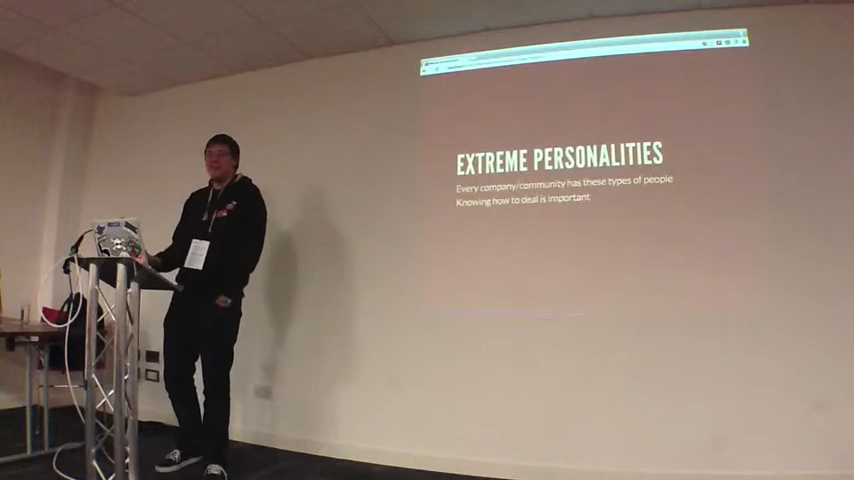 EXTREME PERSONALITIES
Every company/community has these types of people
Knowing how to deal is important